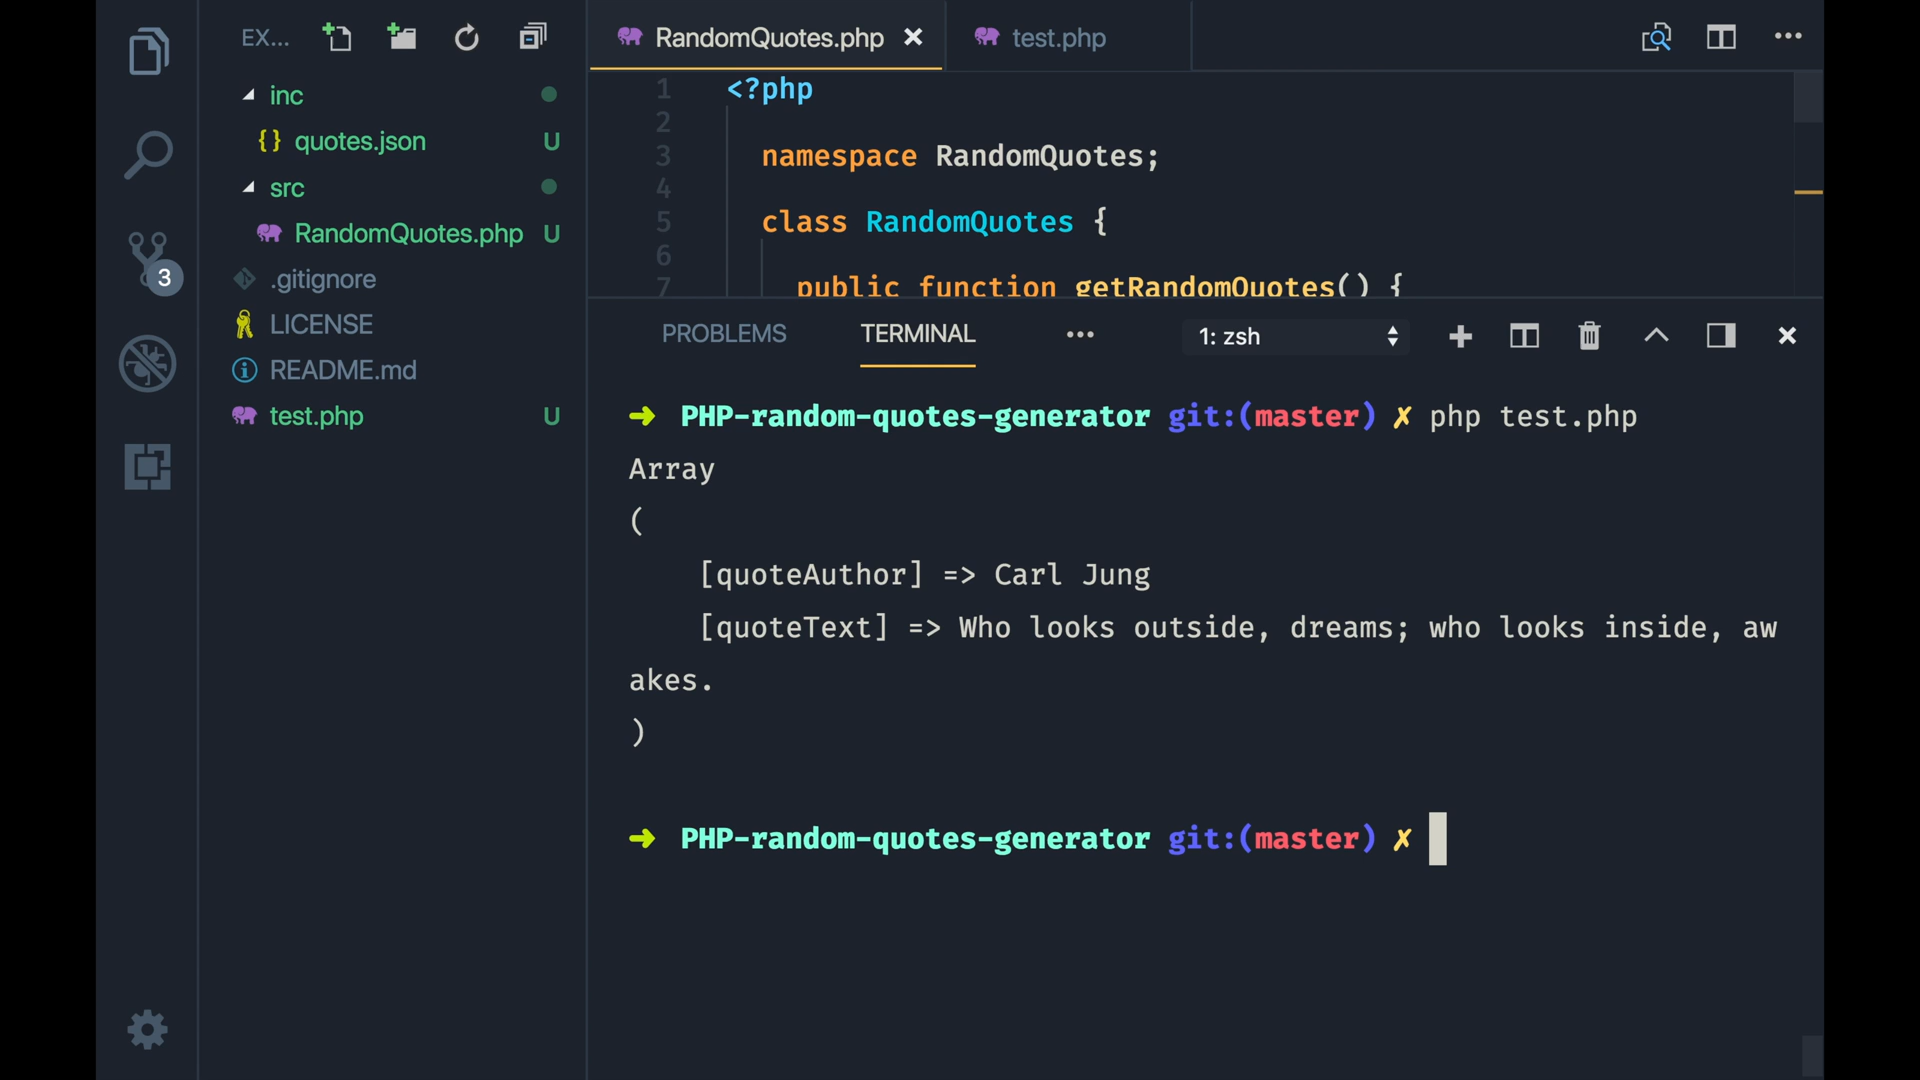 EX...
inc
quotes.json U
src
RandomQuotes.php U
.gitignore
LICENSE
README.md
test.php U
3
RandomQuotes.php
test.php
1 <?php
2
3 namespace RandomQuotes;
4
5 class RandomQuotes {
6
7 public function getRandomQuotes() {
PROBLEMS TERMINAL ... 1: zsh
➜ PHP-random-quotes-generator git:(master) ✗ php test.php
Array
(
[quoteAuthor] => Carl Jung
[quoteText] => Who looks outside, dreams; who looks inside, aw
akes.
)
➜ PHP-random-quotes-generator git:(master) ✗